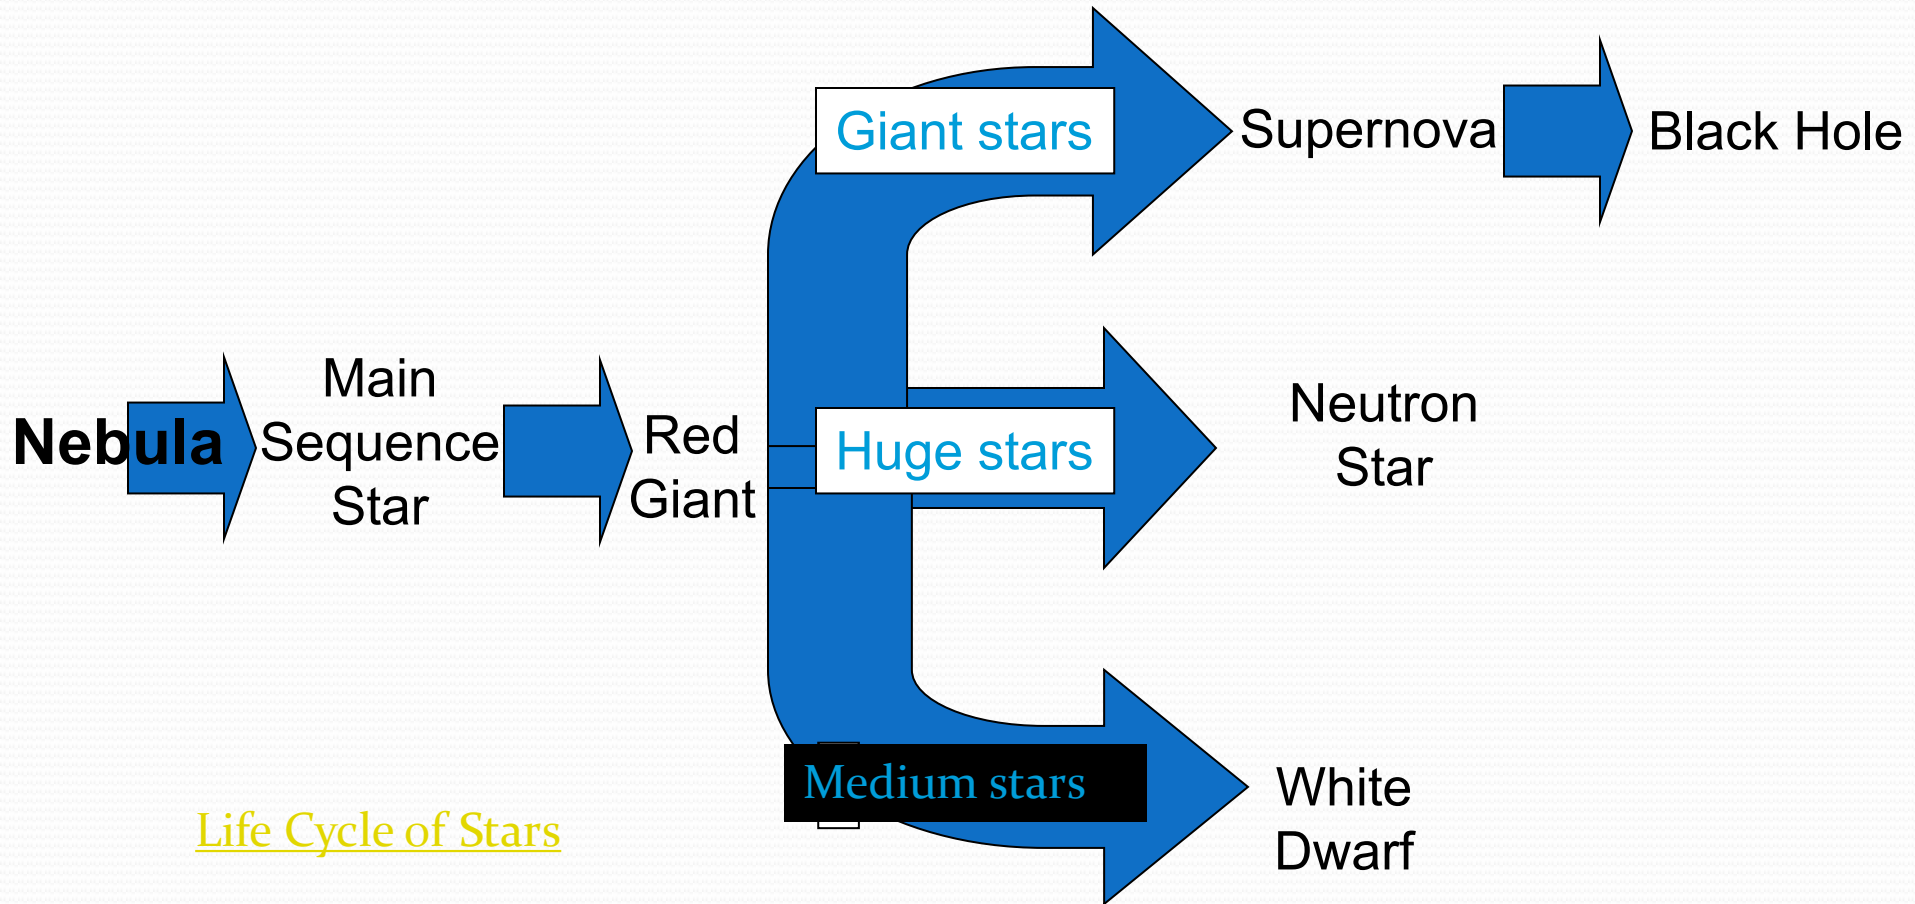 Nebula
Main
Sequence
Star
Red
Giant
Giant stars
Supernova
Black Hole
Huge stars
Neutron
Star
Medium stars
White
Dwarf
Life Cycle of Stars